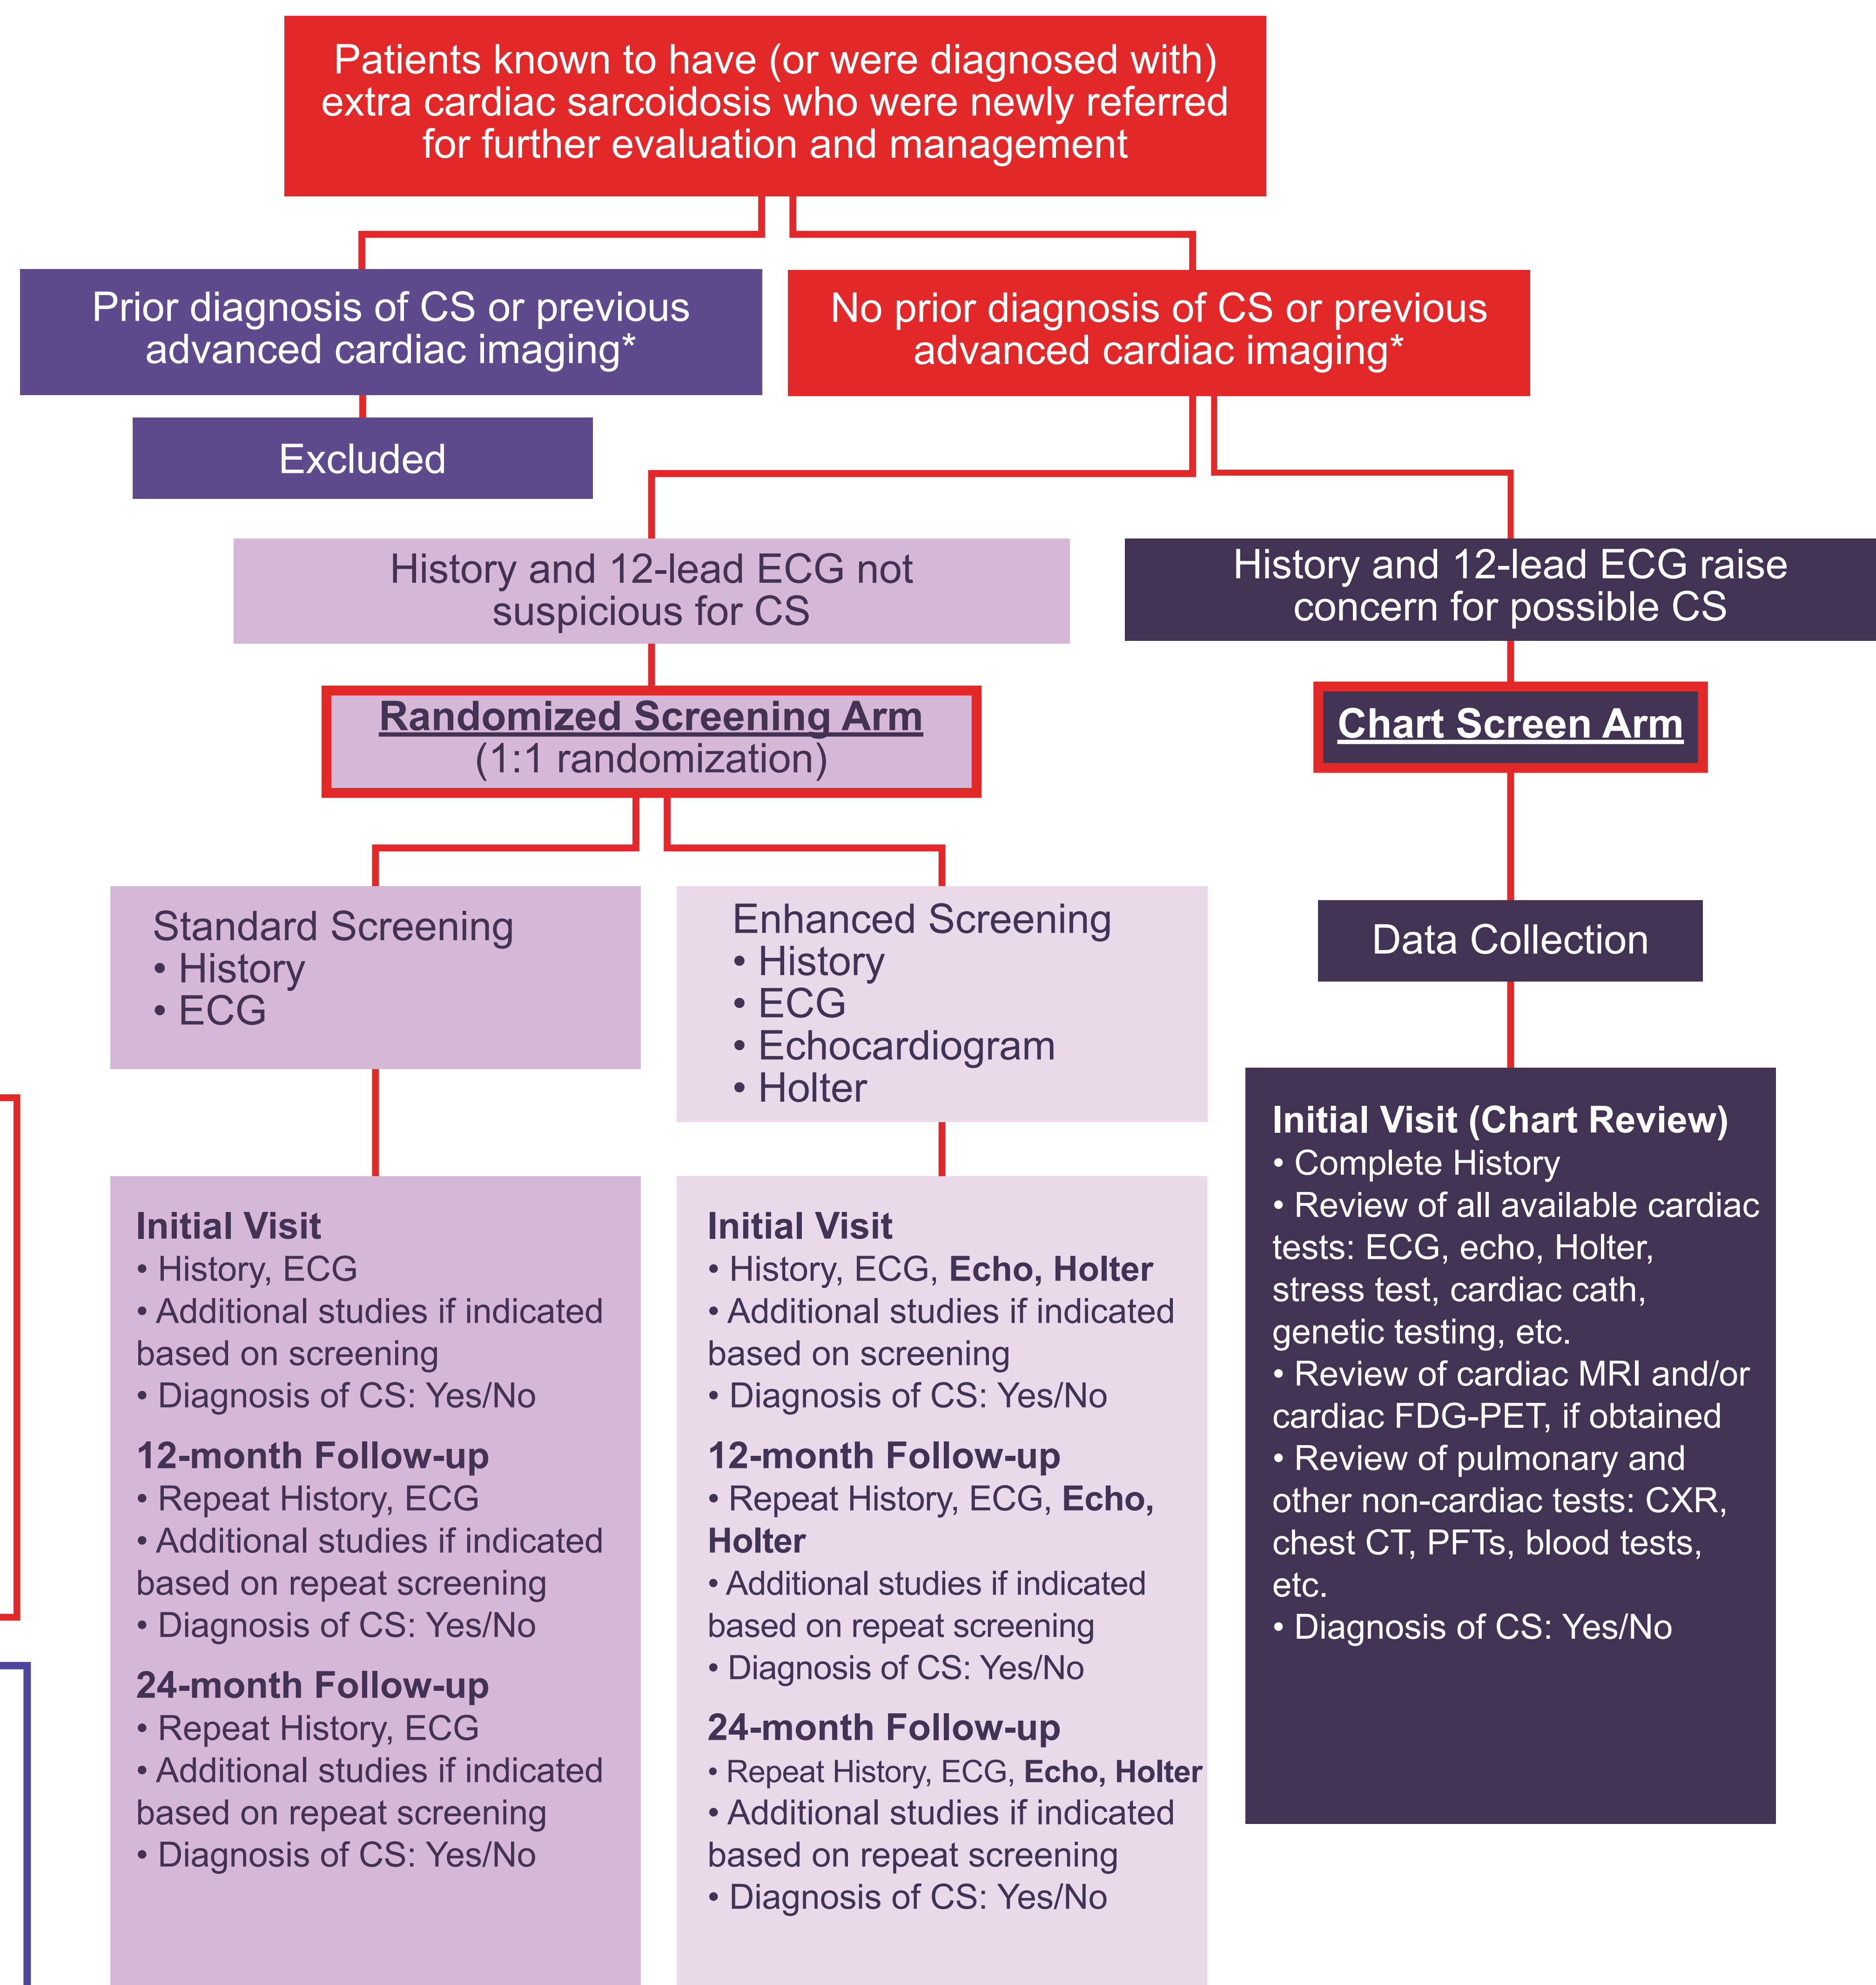 Patients known to have (or were diagnosed with)
extra cardiac sarcoidosis who were newly referred
for further evaluation and management
Prior diagnosis of CS or previous
advanced cardiac imaging*
No prior diagnosis of CS or previous
advanced cardiac imaging*
Excluded
History and 12-lead ECG not
suspicious for CS
History and 12-lead ECG raise
concern for possible CS
Randomized Screening Arm
(1:1 randomization)
Chart Screen Arm
Standard Screening
• History
• ECG
Enhanced Screening
• History
• ECG
• Echocardiogram
• Holter
Data Collection
Initial Visit
• History, ECG
• Additional studies if indicated
based on screening
• Diagnosis of CS: Yes/No
12-month Follow-up
• Repeat History, ECG
• Additional studies if indicated
based on repeat screening
• Diagnosis of CS: Yes/No
24-month Follow-up
• Repeat History, ECG
• Additional studies if indicated
based on repeat screening
• Diagnosis of CS: Yes/No
Initial Visit
• History, ECG, Echo, Holter
• Additional studies if indicated
based on screening
• Diagnosis of CS: Yes/No
12-month Follow-up
• Repeat History, ECG, Echo,
Holter
• Additional studies if indicated
based on repeat screening
• Diagnosis of CS: Yes/No
24-month Follow-up
• Repeat History, ECG, Echo, Holter
• Additional studies if indicated
based on repeat screening
• Diagnosis of CS: Yes/No
Initial Visit (Chart Review)
• Complete History
• Review of all available cardiac
tests: ECG, echo, Holter,
stress test, cardiac cath,
genetic testing, etc.
• Review of cardiac MRI and/or
cardiac FDG-PET, if obtained
• Review of pulmonary and
other non-cardiac tests: CXR,
chest CT, PFTs, blood tests,
etc.
• Diagnosis of CS: Yes/No